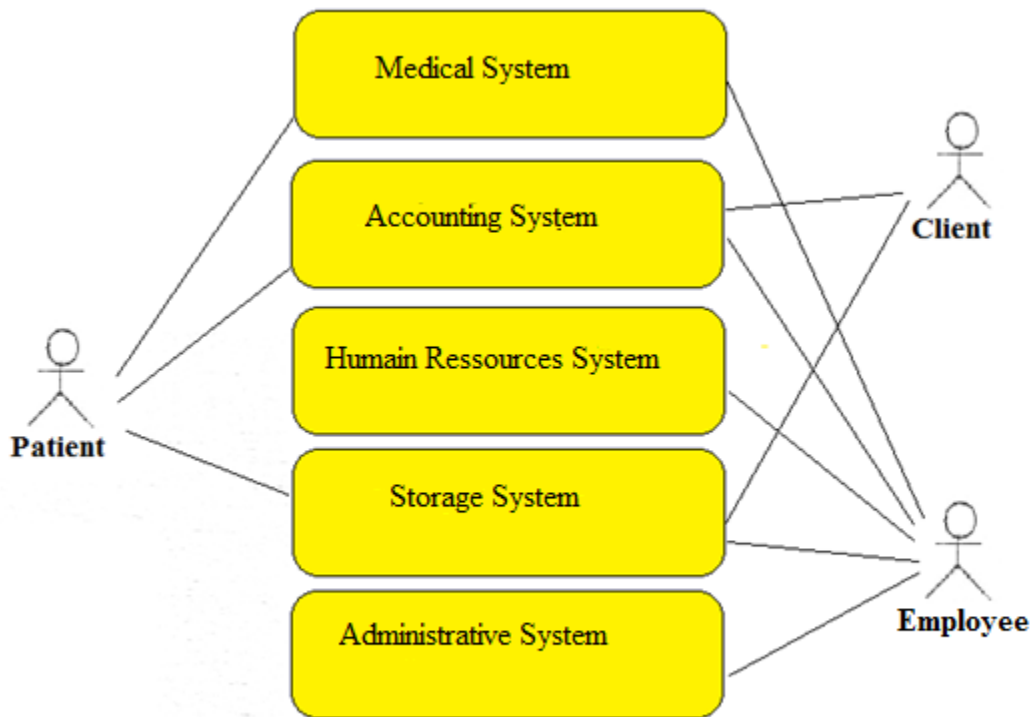 Medical System
Accounting System
Client
Humain Ressources System
Patient
Storage System
Employee
Administrative System